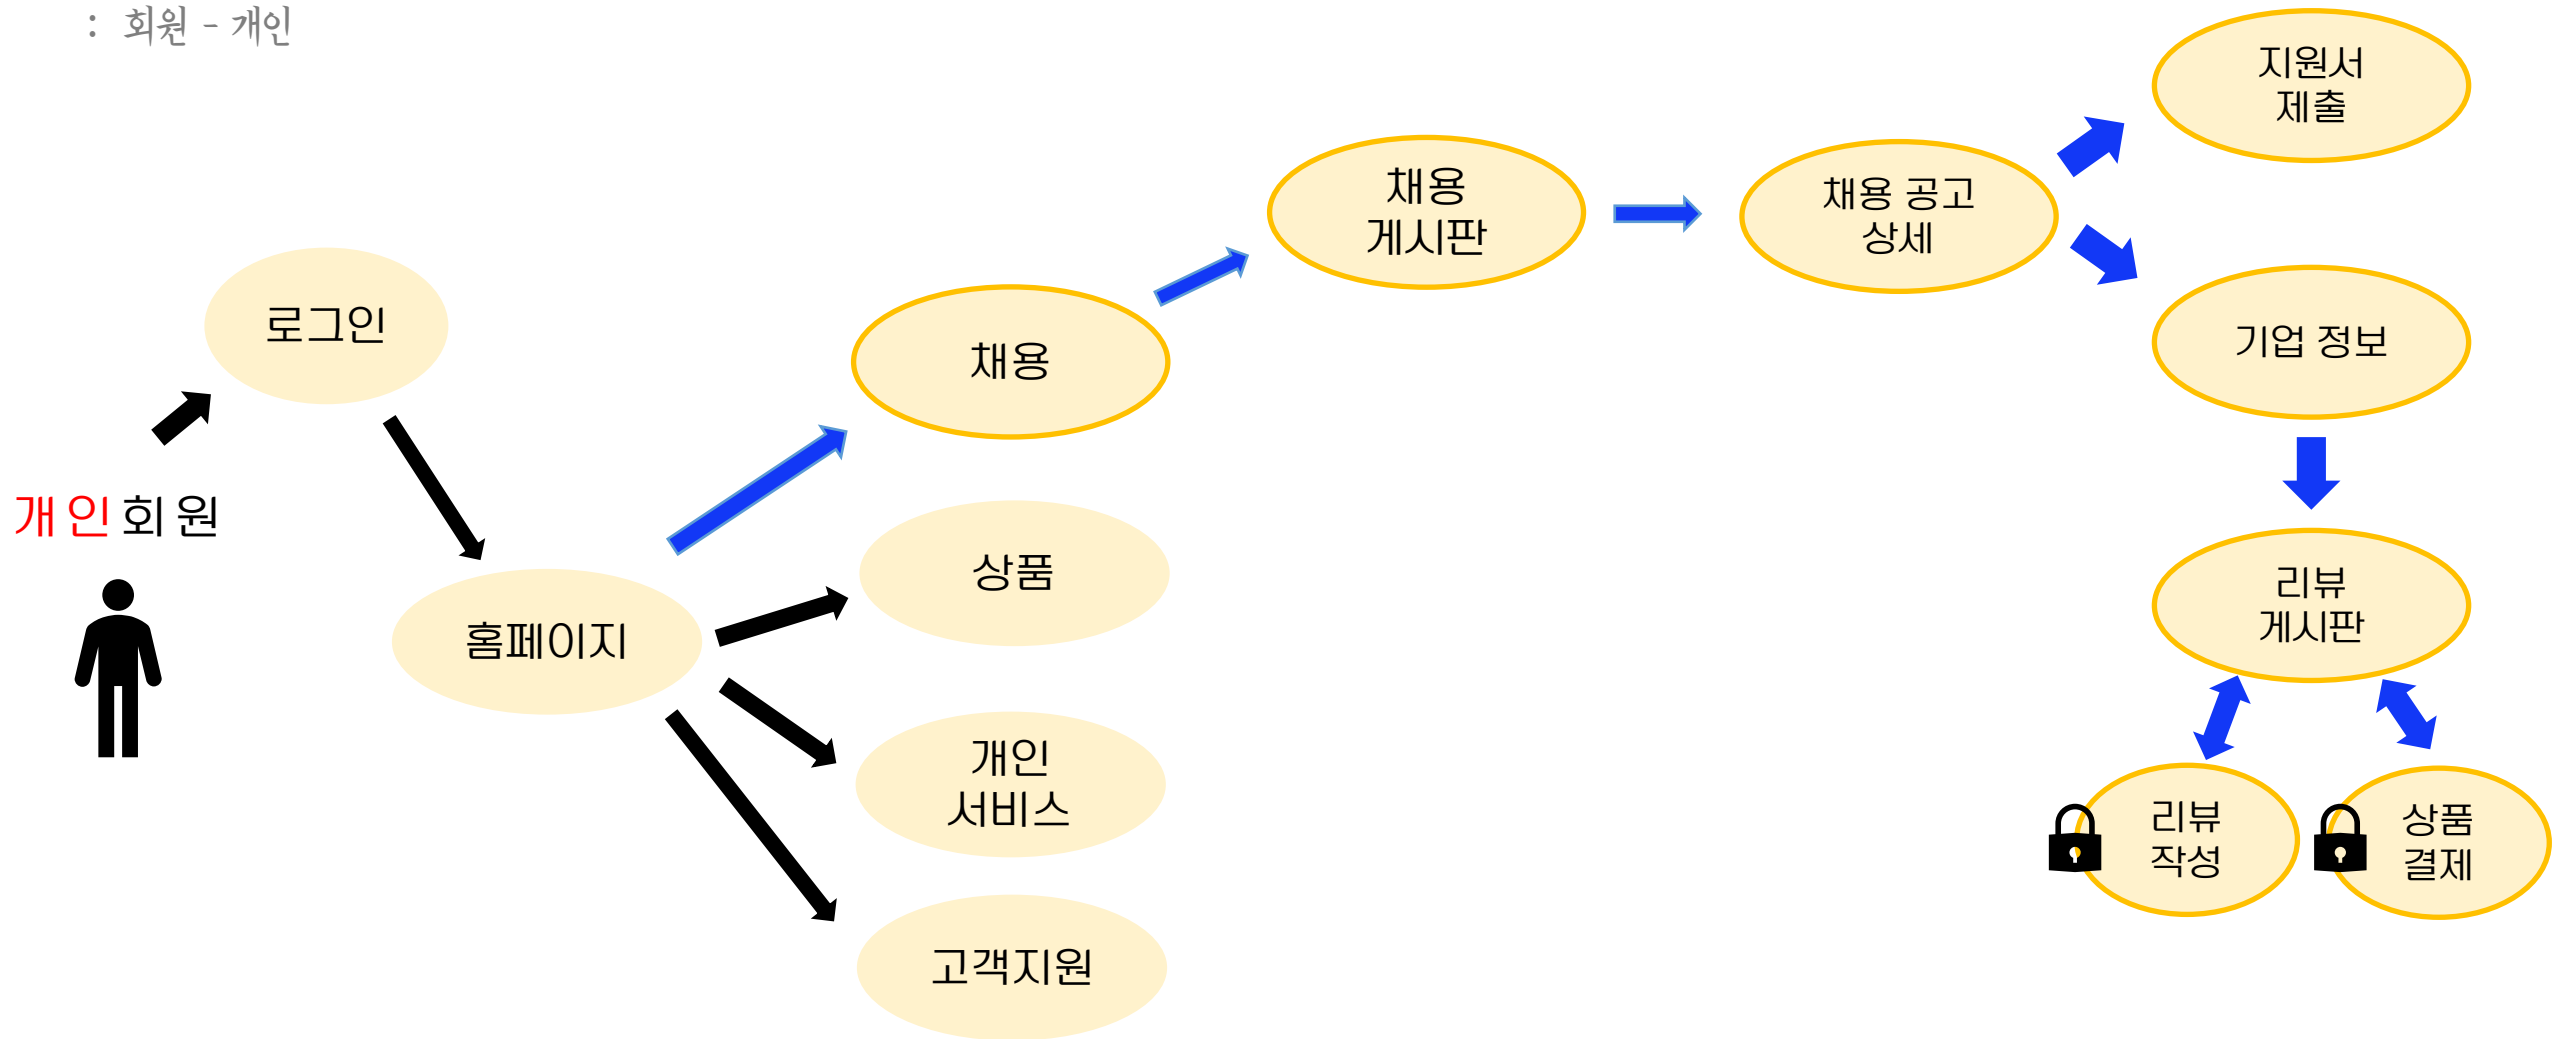 : 회원 - 개인
지원서
제출
채용
게시판
채용 공고
상세
로그인
채용
기업 정보
개인회원
상품
홈페이지
리뷰
게시판
개인
서비스
리뷰
작성
상품
결제
고객지원